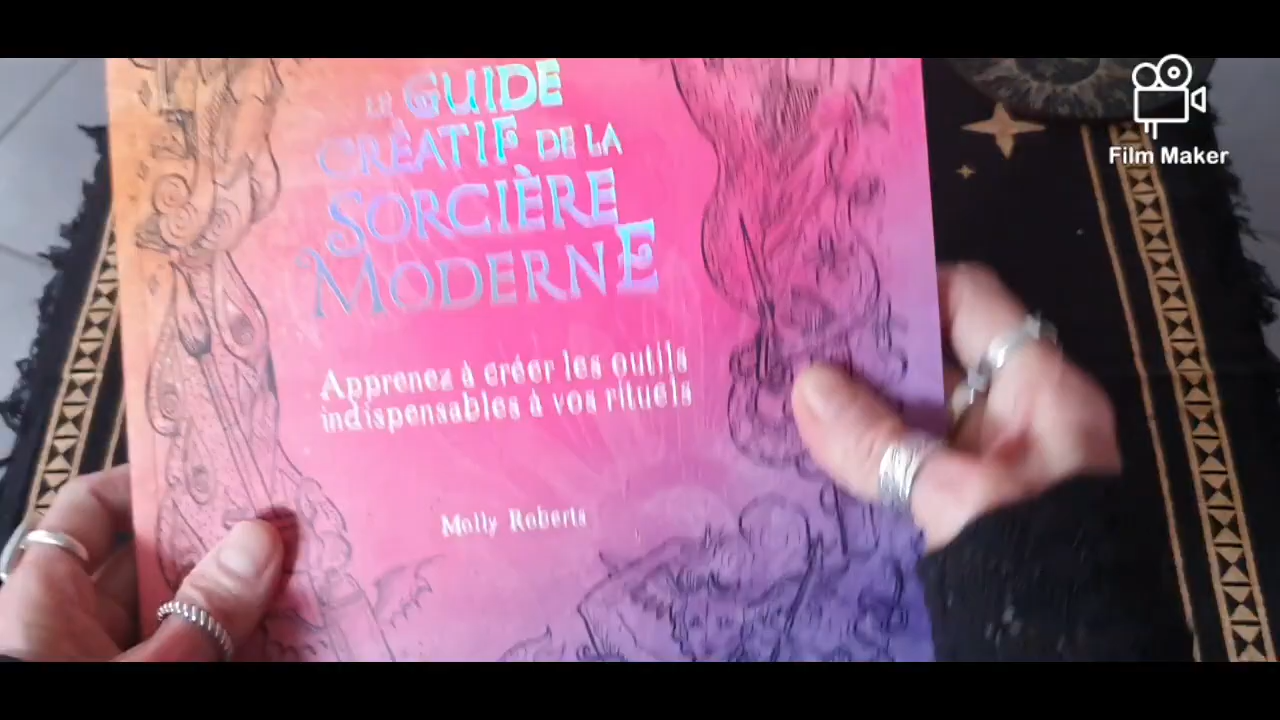 LE GUIDE
CRÉATIF DE LA
SORCIÈRE
MODERNE
Apprenez à créer les outils
indispensables à vos rituels
Molly Roberts
Film Maker